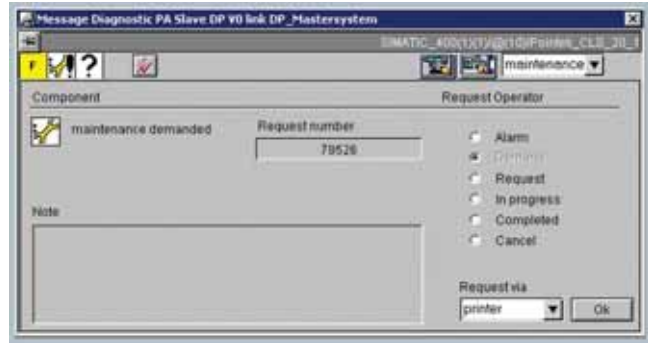 Message Diagnostic PA Slave DP V0 link DP_Mastersystem
F ? maintenance
Component
Request Operator
maintenance demanded
Request number
79526
Alarm
Demand
Request
In progress
Completed
Cancel
Note
Request via
printer
Ok